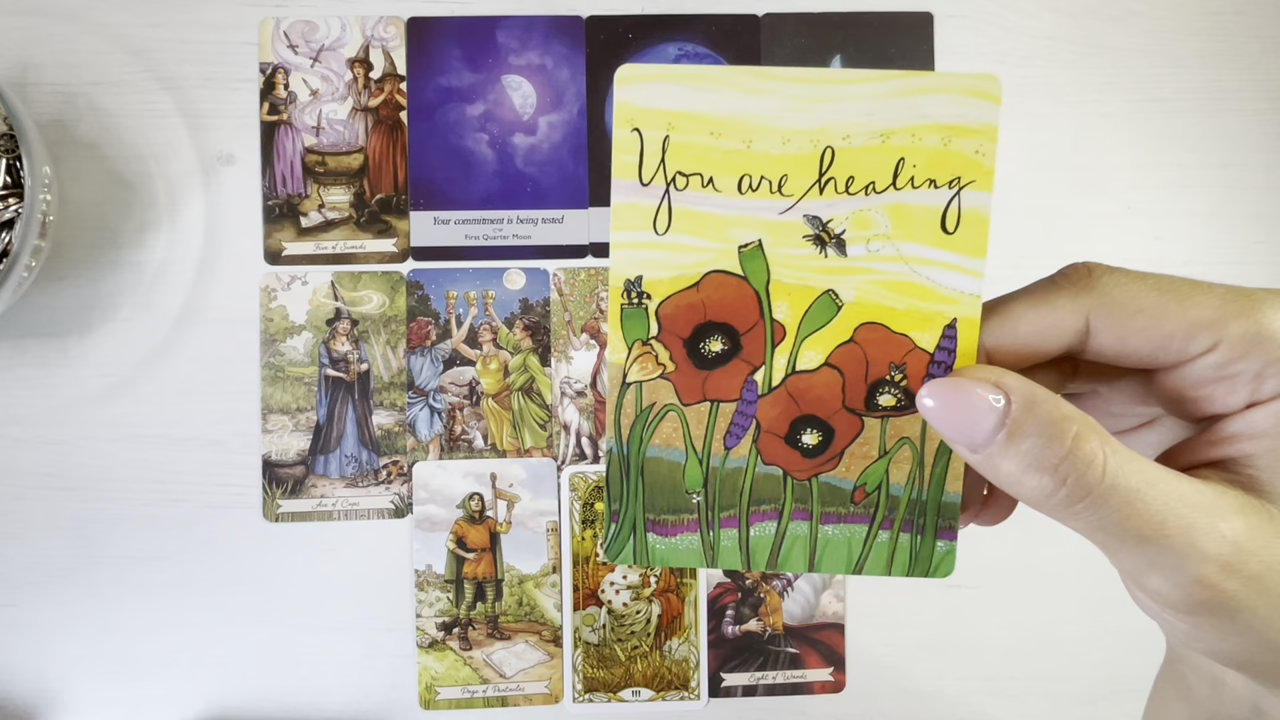 You are healing
Five of Swords
Your commitment is being tested
First Quarter Moon
Ace of Cups
Page of Pentacles
III
Eight of Wands